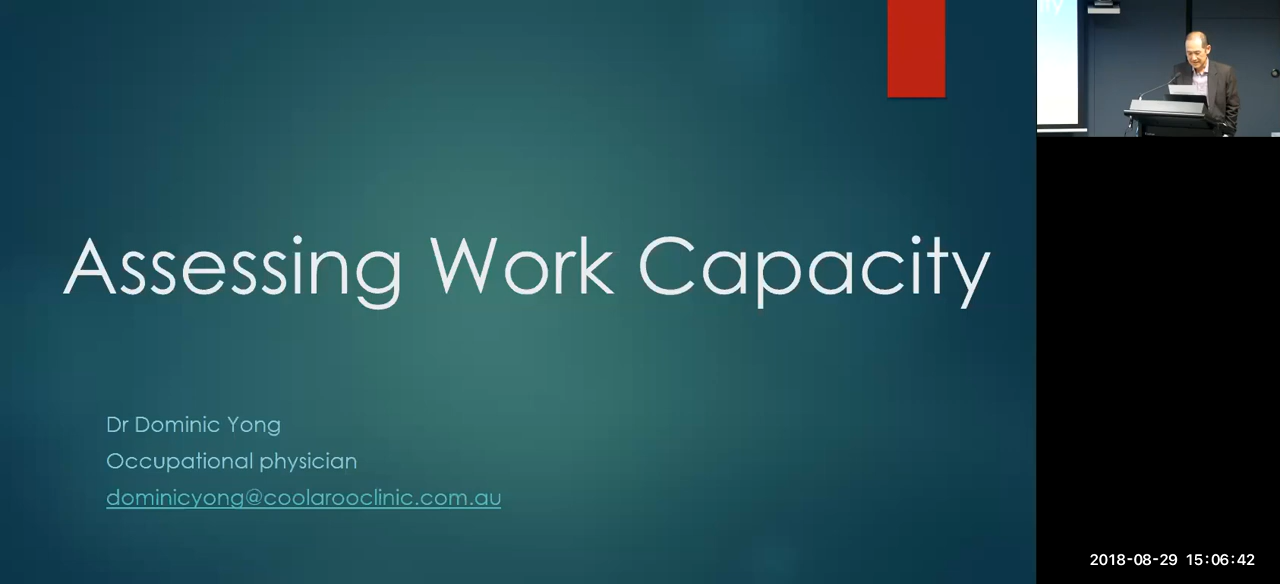 Assessing Work Capacity
Dr Dominic Yong
Occupational physician
dominicyong@coolarooclinic.com.au
2018-08-29 15:06:42